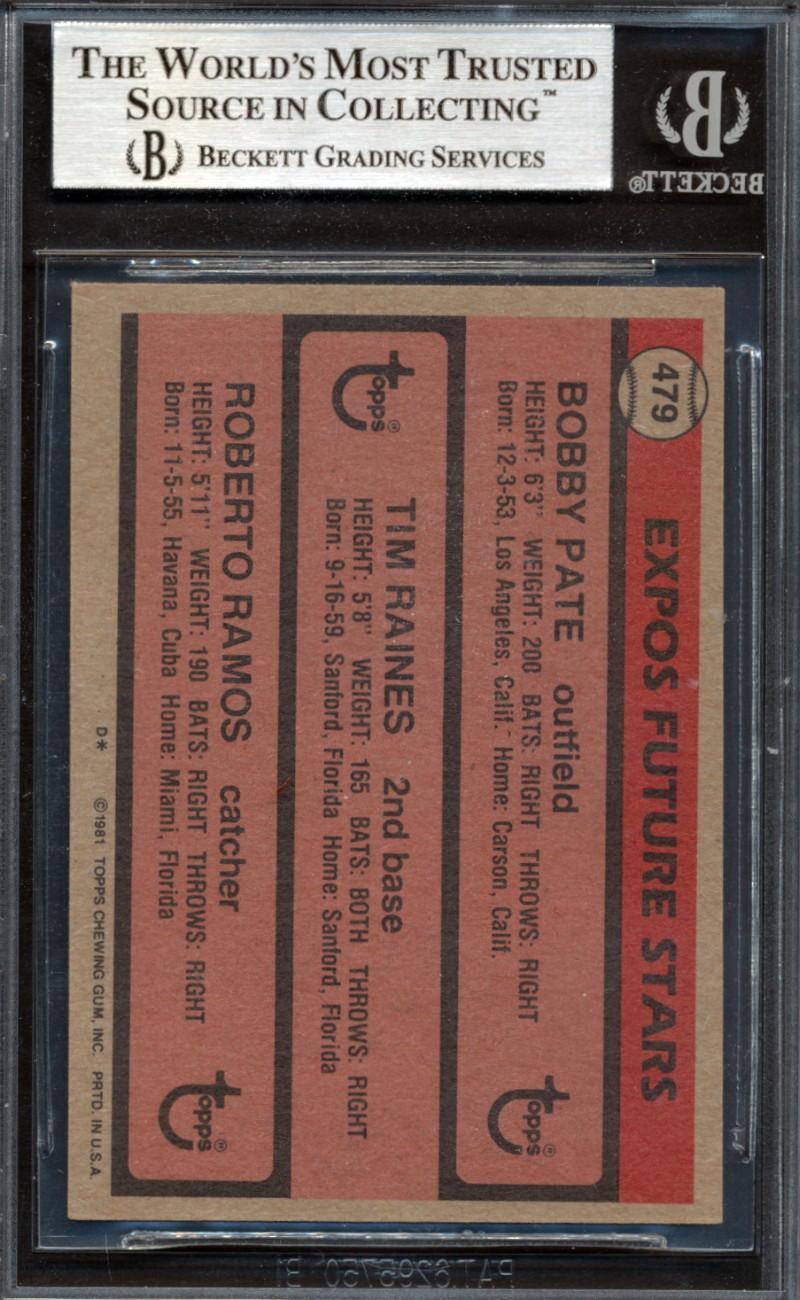 THE WORLD'S MOST TRUSTED
SOURCE IN COLLECTING™
B BECKETT GRADING SERVICES
B
BECKETT®
479
EXPOS FUTURE STARS
BOBBY PATE outfield
HEIGHT: 6'3" WEIGHT: 200 BATS: RIGHT THROWS: RIGHT
Born: 12-3-53, Los Angeles, Calif. Home: Carson, Calif.
Topps®
TIM RAINES 2nd base
HEIGHT: 5'8" WEIGHT: 165 BATS: BOTH THROWS: RIGHT
Born: 9-16-59, Sanford, Florida Home: Sanford, Florida
Topps®
ROBERTO RAMOS catcher
HEIGHT: 5'11" WEIGHT: 190 BATS: RIGHT THROWS: RIGHT
Born: 11-5-55, Havana, Cuba Home: Miami, Florida
Topps®
D* ©1981 TOPPS CHEWING GUM, INC. PRTD. IN U.S.A.